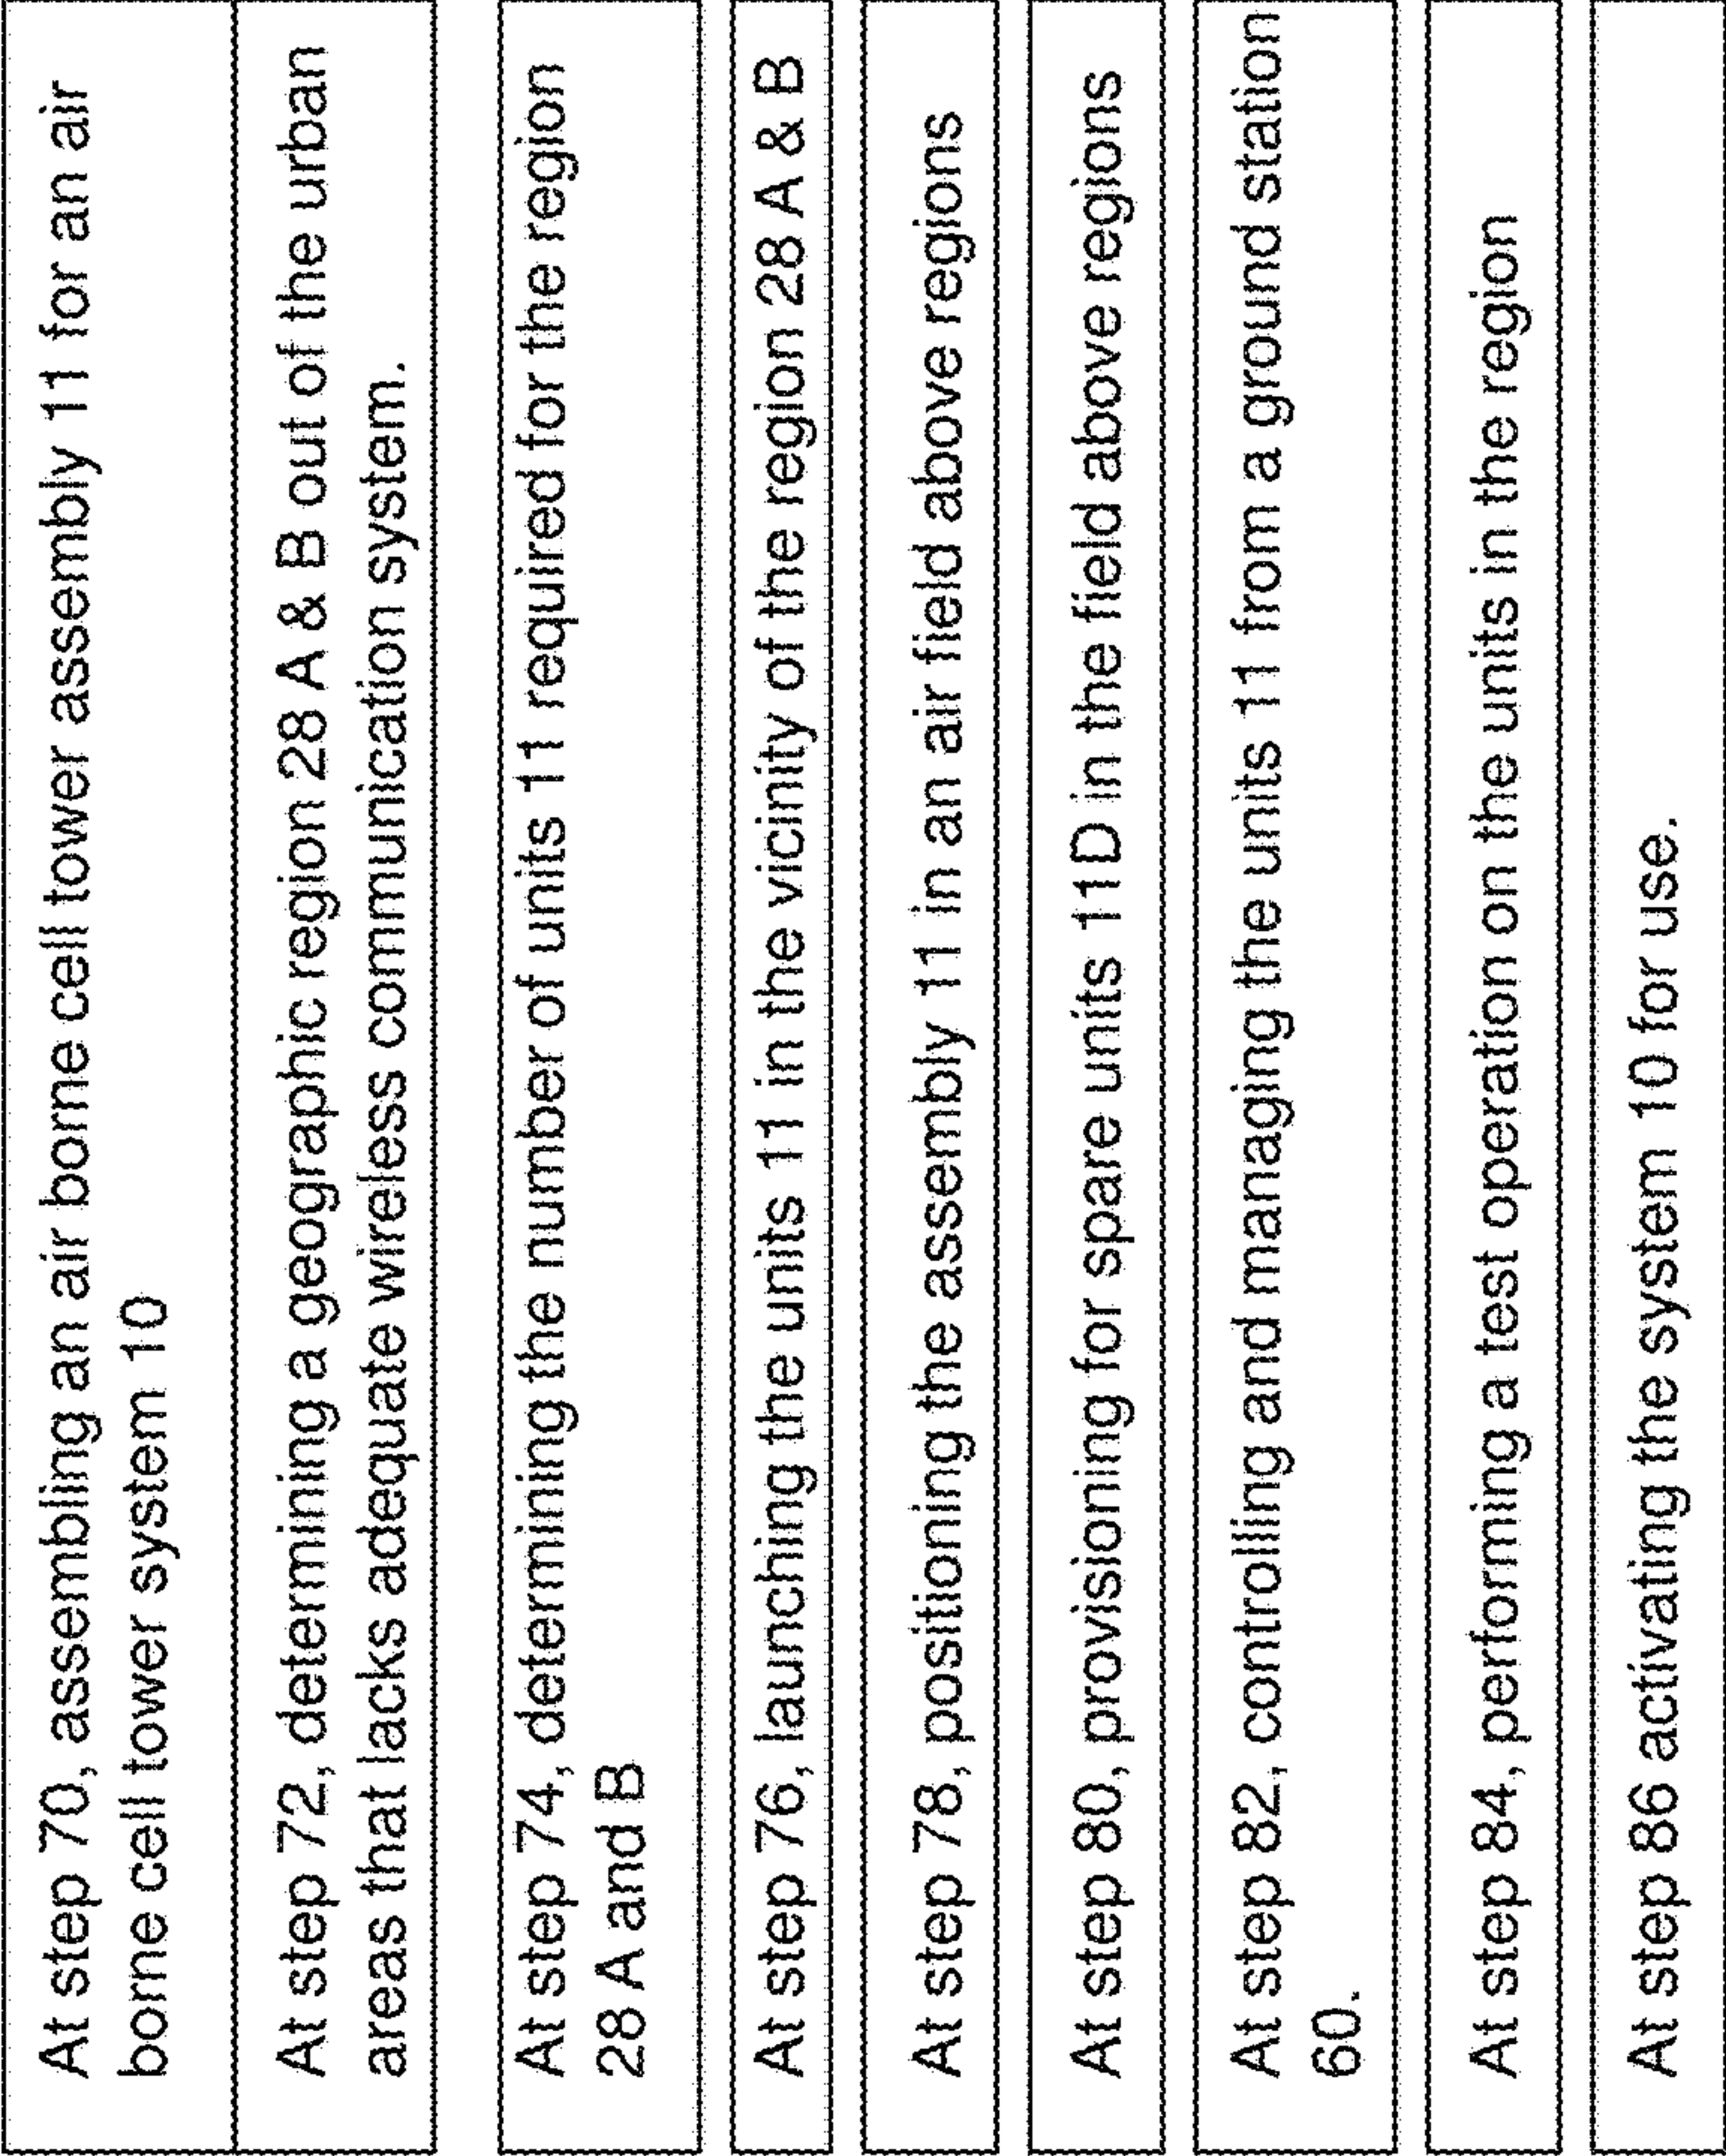 At step 70, assembling an air borne cell tower assembly 11 for an air
borne cell tower system 10
At step 72, determining a geographic region 28 A & B out of the urban
areas that lacks adequate wireless communication system.
At step 74, determining the number of units 11 required for the region
28 A and B
At step 76, launching the units 11 in the vicinity of the region 28 A & B
At step 78, positioning the assembly 11 in an air field above regions
At step 80, provisioning for spare units 11D in the field above regions
At step 82, controlling and managing the units 11 from a ground station
60.
At step 84, performing a test operation on the units in the region
At step 86 activating the system 10 for use.